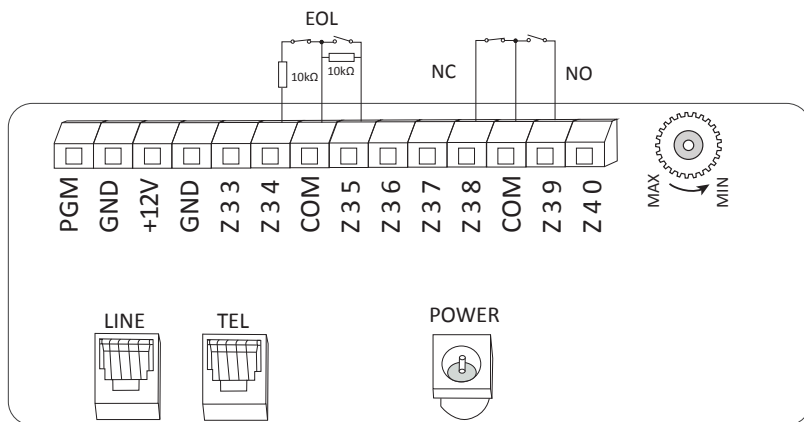 EOL
10kΩ
10kΩ
NC
NO
PGM
GND
+12V
GND
Z33
Z34
COM
Z35
Z36
Z37
Z38
COM
Z39
Z40
MAX
MIN
LINE
TEL
POWER